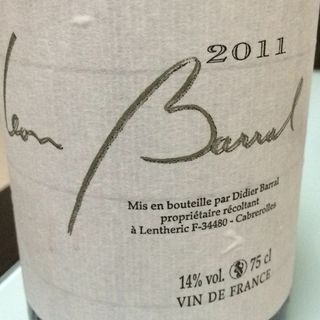 2011
Leon Barral
Mis en bouteille par Didier Barral
propriétaire récoltant
à Lentheric F-34480 - Cabrerolles
14% vol. 75 cl
VIN DE FRANCE